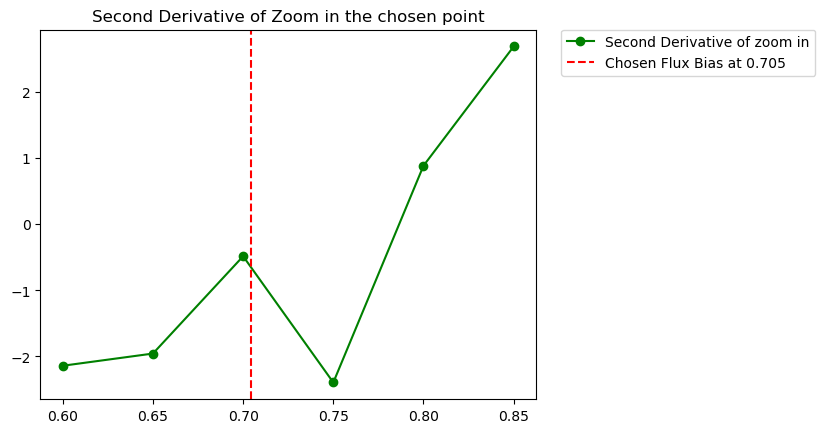 Second Derivative of Zoom in the chosen point
Second Derivative of zoom in
Chosen Flux Bias at 0.705
2
1
0
−1
−2
0.60 0.65 0.70 0.75 0.80 0.85